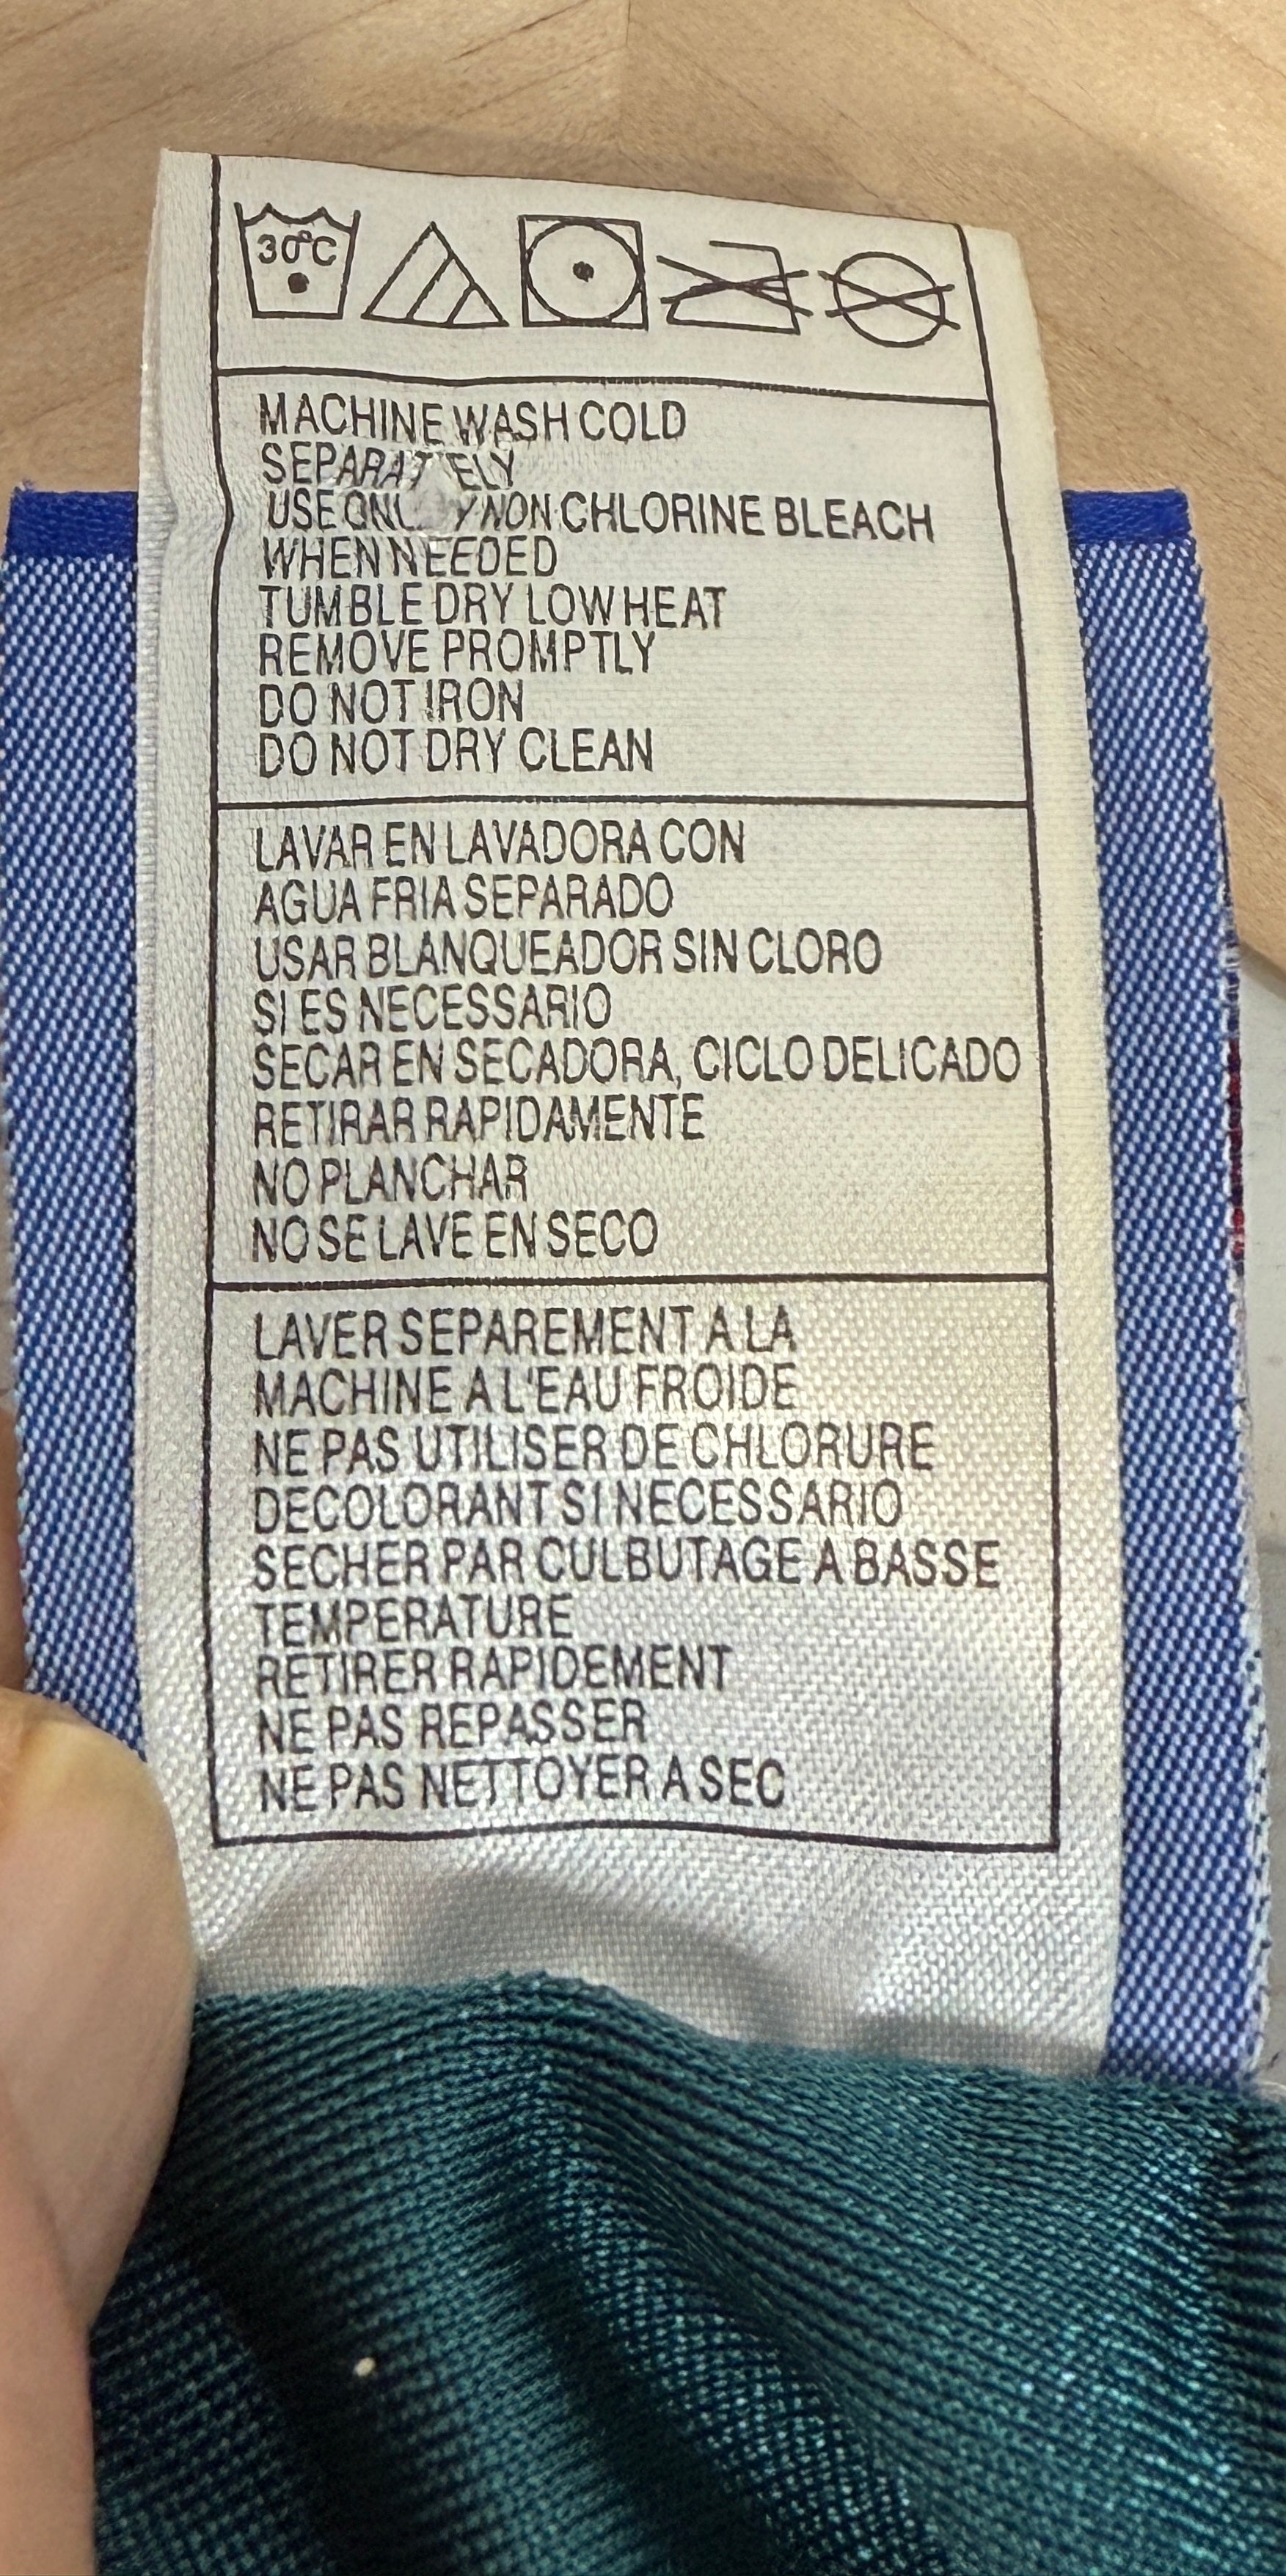 30°C
MACHINE WASH COLD
SEPARATELY
USE ONLY NON CHLORINE BLEACH
WHEN NEEDED
TUMBLE DRY LOW HEAT
REMOVE PROMPTLY
DO NOT IRON
DO NOT DRY CLEAN
LAVAR EN LAVADORA CON
AGUA FRIA SEPARADO
USAR BLANQUEADOR SIN CLORO
SI ES NECESSARIO
SECAR EN SECADORA, CICLO DELICADO
RETIRAR RAPIDAMENTE
NO PLANCHAR
NO SE LAVE EN SECO
LAVER SEPAREMENT A LA
MACHINE A L'EAU FROIDE
NE PAS UTILISER DE CHLORURE
DECOLORANT SI NECESSARIO
SECHER PAR CULBUTAGE A BASSE
TEMPERATURE
RETIRER RAPIDEMENT
NE PAS REPASSER
NE PAS NETTOYER A SEC